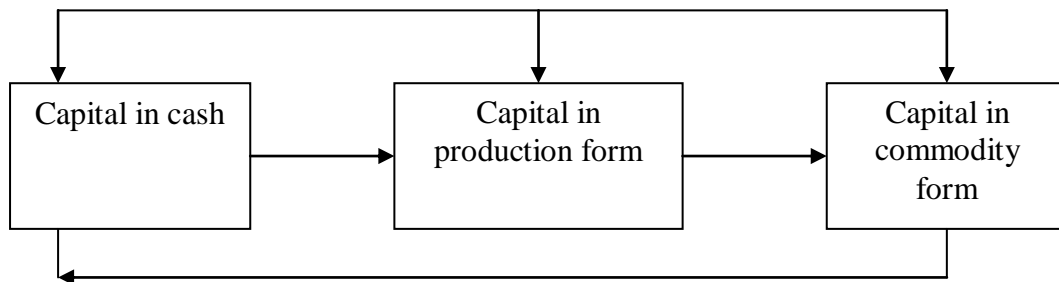 Capital in cash
Capital in
production form
Capital in
commodity
form